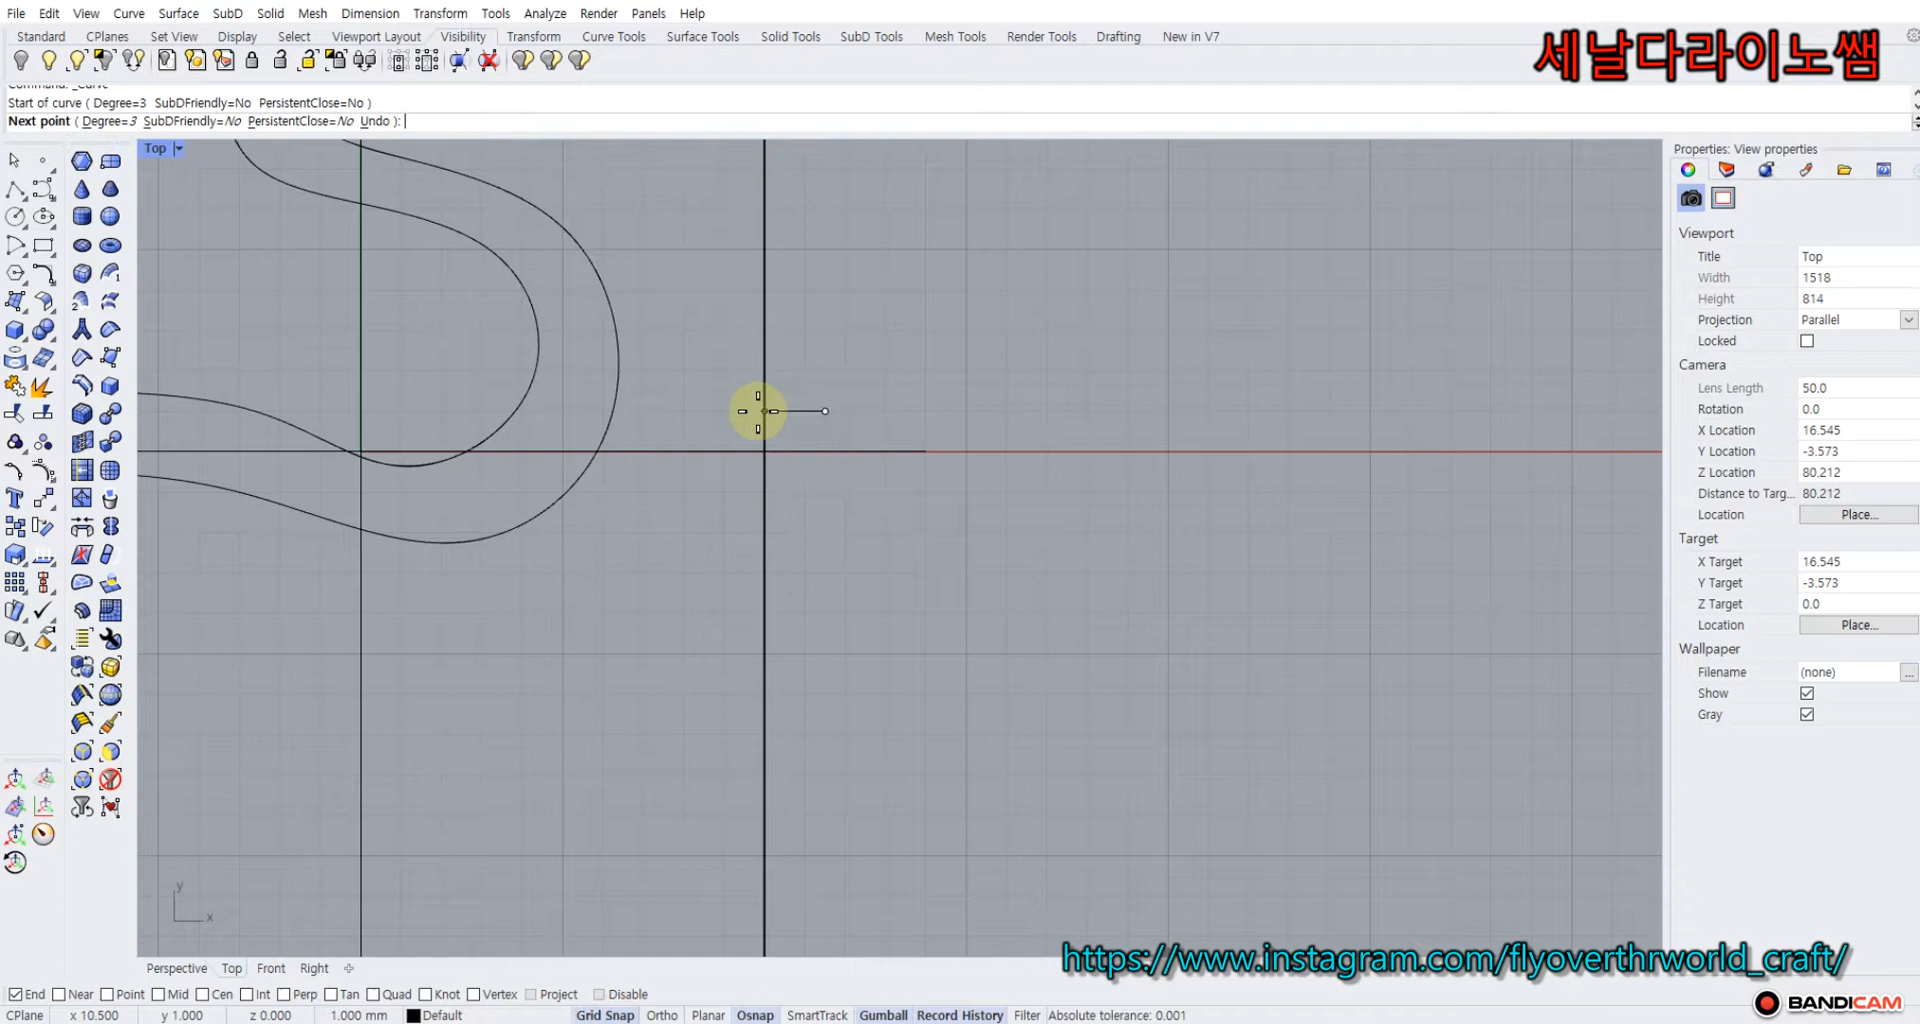 File Edit View Curve Surface SubD Solid Mesh Dimension Transform Tools Analyze Render Panels Help
Standard CPlanes Set View Display Select Viewport Layout Visibility Transform Curve Tools Surface Tools Solid Tools SubD Tools Mesh Tools Render Tools Drafting New in V7
세날다라이노쌤
Command: _Curve
Start of curve ( Degree=3 SubDFriendly=No PersistentClose=No )
Next point ( Degree=3 SubDFriendly=No PersistentClose=No Undo ):
Top
Properties: View properties
Viewport
Title Top
Width 1518
Height 814
Projection Parallel
Locked
Camera
Lens Length 50.0
Rotation 0.0
X Location 16.545
Y Location -3.573
Z Location 80.212
Distance to Targ... 80.212
Location Place...
Target
X Target 16.545
Y Target -3.573
Z Target 0.0
Location Place...
Wallpaper
Filename (none) ...
Show
Gray
y
x
https://www.instagram.com/flyoverthrworld_craft/
Perspective Top Front Right
End Near Point Mid Cen Int Perp Tan Quad Knot Vertex Project Disable
BANDICAM
CPlane x 10.500 y 1.000 z 0.000 1.000 mm Default Grid Snap Ortho Planar Osnap SmartTrack Gumball Record History Filter Absolute tolerance: 0.001